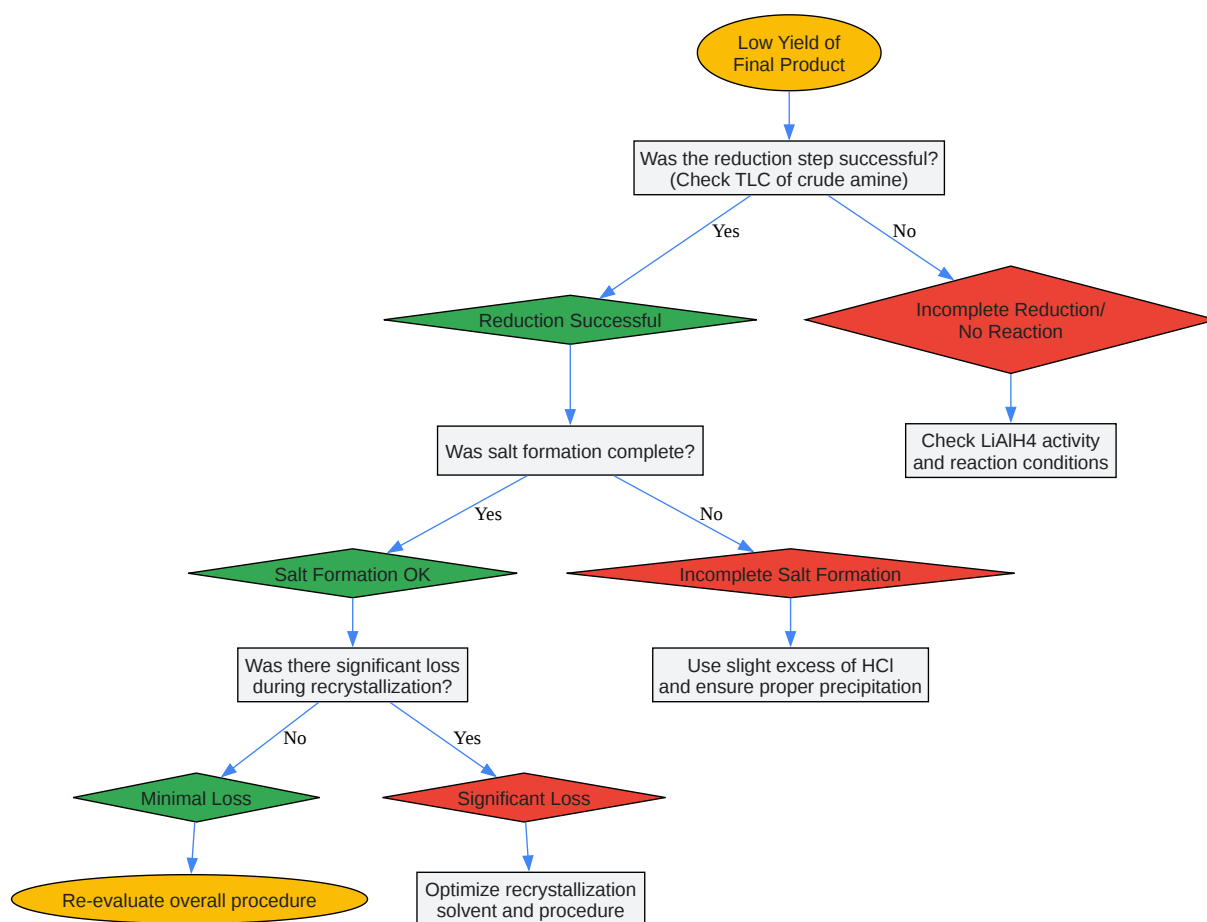 Low Yield of
Final Product
Was the reduction step successful?
(Check TLC of crude amine)
Yes
No
Reduction Successful
Incomplete Reduction/
No Reaction
Was salt formation complete?
Check LiAlH4 activity
and reaction conditions
Yes
No
Salt Formation OK
Incomplete Salt Formation
Was there significant loss
during recrystallization?
Use slight excess of HCl
and ensure proper precipitation
No
Yes
Minimal Loss
Significant Loss
Re-evaluate overall procedure
Optimize recrystallization
solvent and procedure